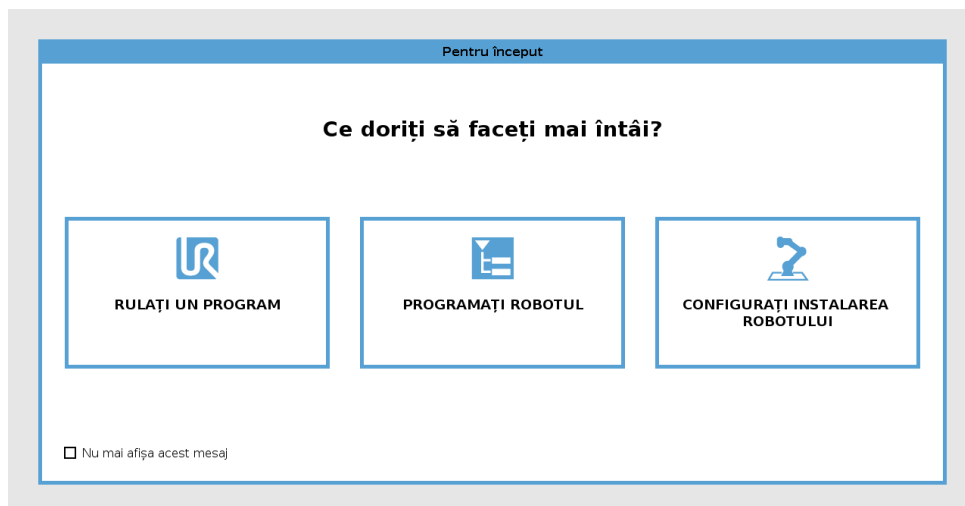 Pentru început
Ce doriți să faceți mai întâi?
RULAȚI UN PROGRAM
PROGRAMAȚI ROBOTUL
CONFIGURAȚI INSTALAREA
ROBOTULUI
Nu mai afișa acest mesaj